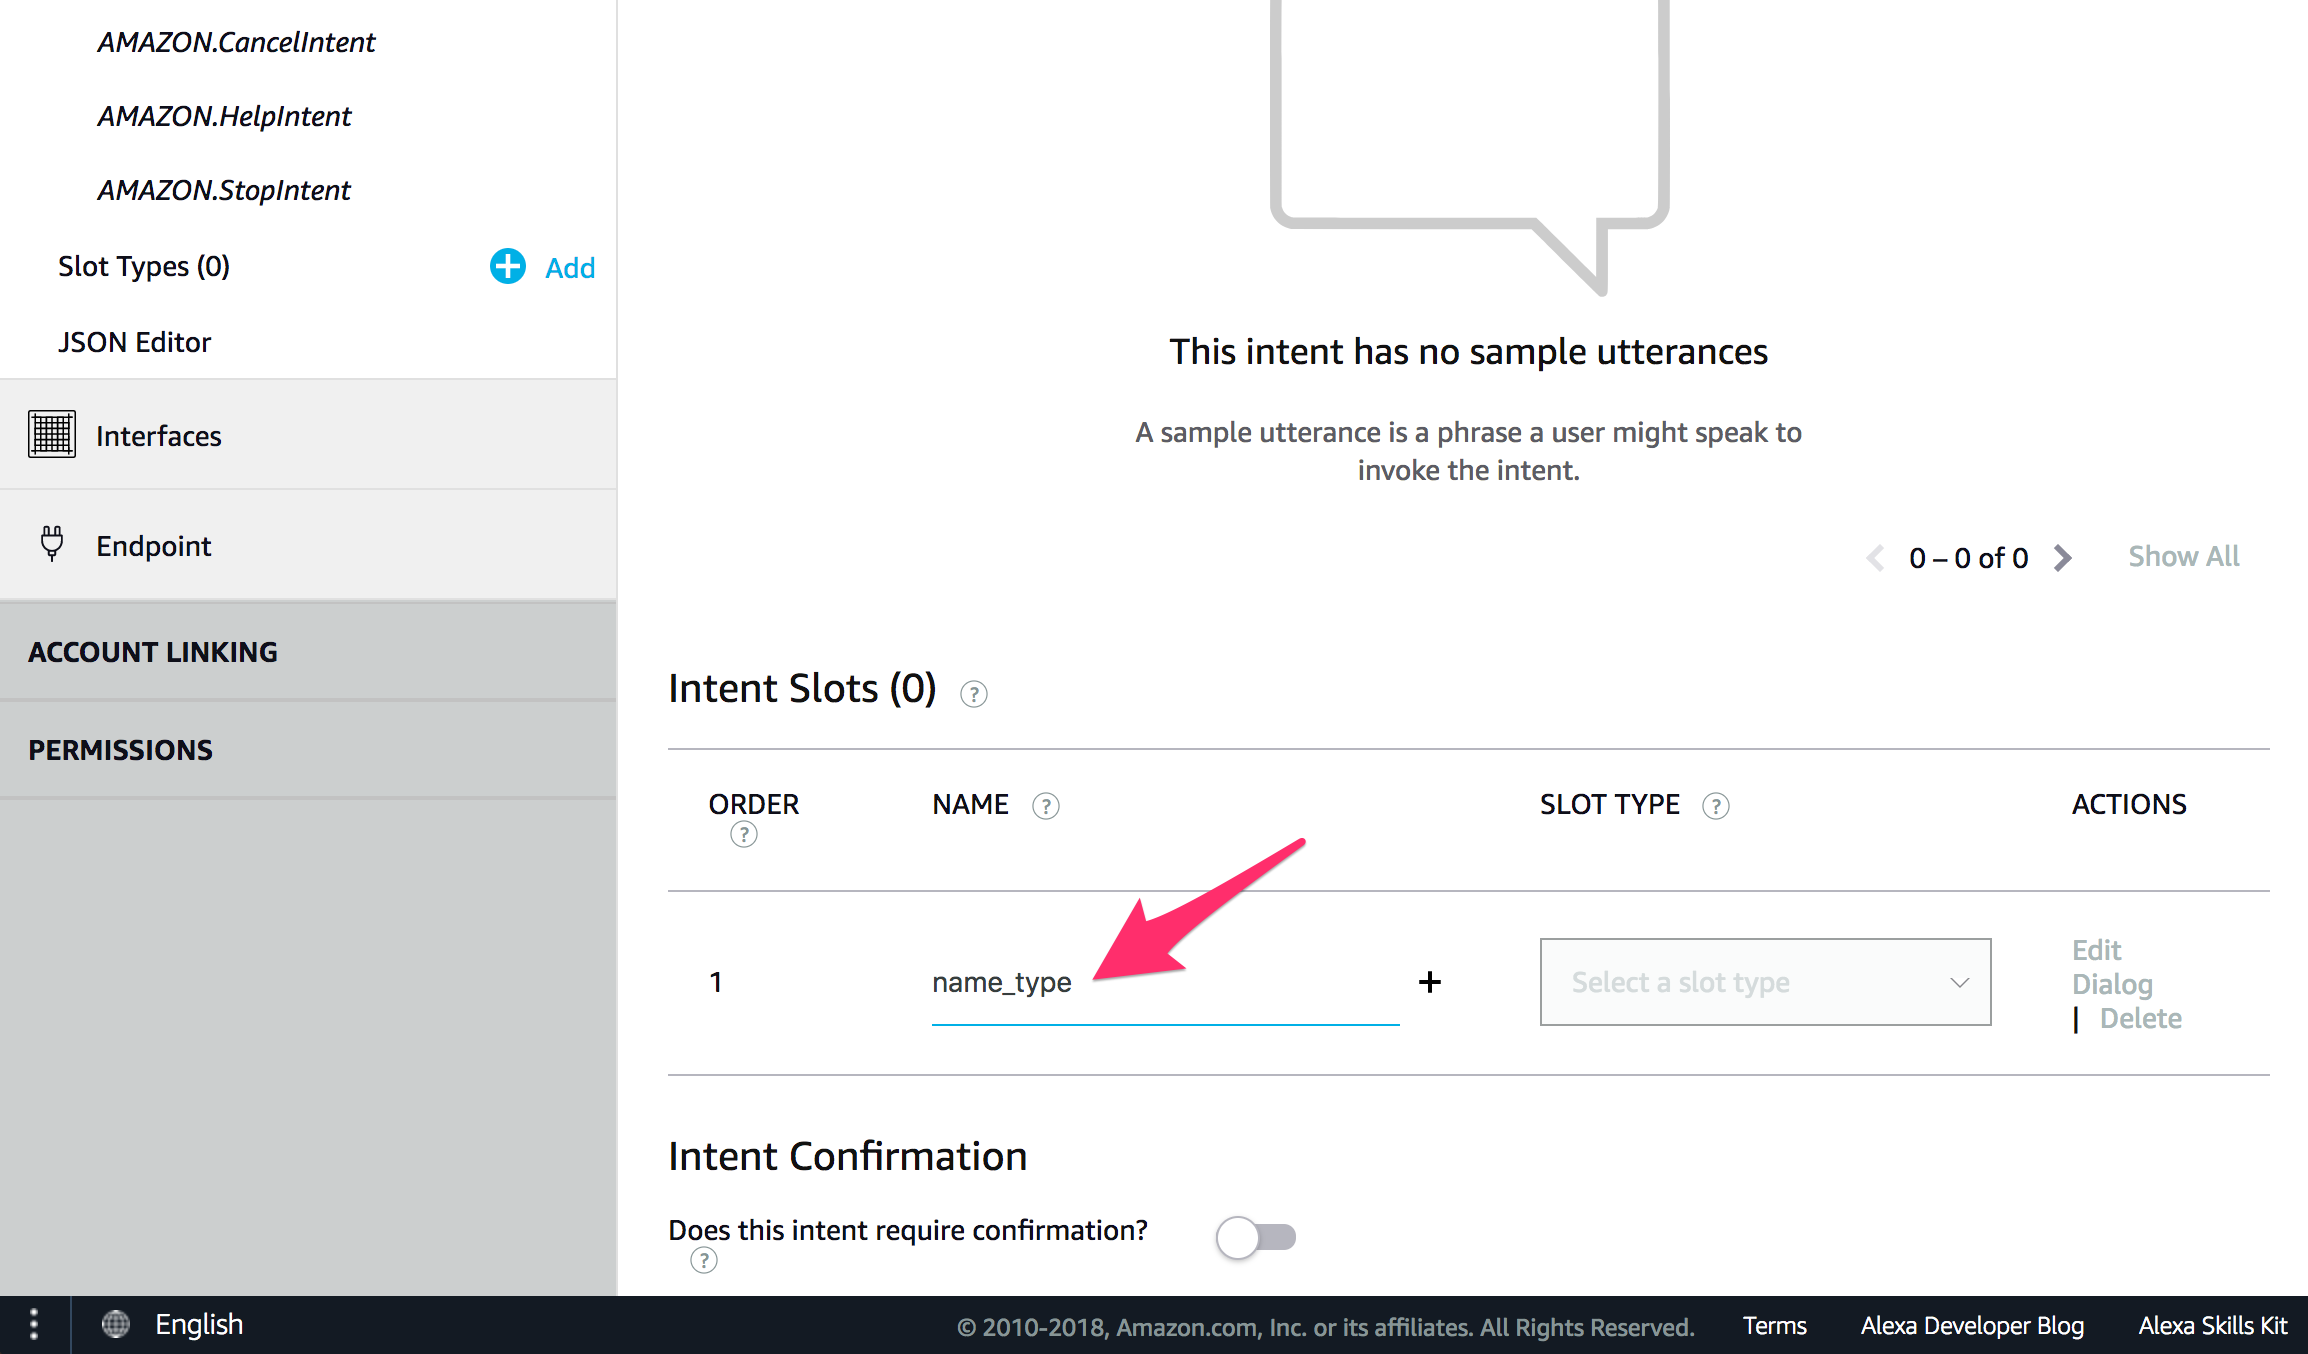 AMAZON.CancelIntent
AMAZON.HelpIntent
AMAZON.StopIntent
Slot Types (0)
Add
JSON Editor
Interfaces
Endpoint
ACCOUNT LINKING
PERMISSIONS
This intent has no sample utterances
A sample utterance is a phrase a user might speak to
invoke the intent.
0 – 0 of 0
Show All
Intent Slots (0) ?
ORDER ?
NAME ?
SLOT TYPE ?
ACTIONS
1
name_type
+
Select a slot type
Edit
Dialog
| Delete
Intent Confirmation
Does this intent require confirmation?
?
English
© 2010-2018, Amazon.com, Inc. or its affiliates. All Rights Reserved.
Terms
Alexa Developer Blog
Alexa Skills Kit